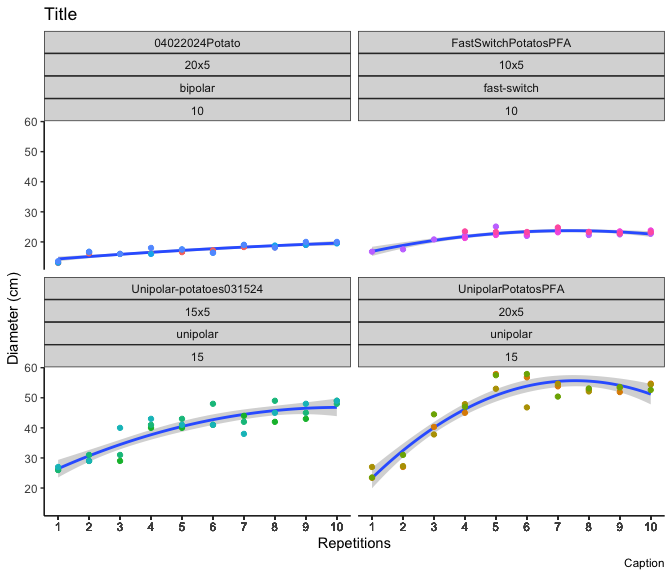 Title
04022024Potato
20x5
bipolar
10
FastSwitchPotatosPFA
10x5
fast-switch
10
60
50
40
30
20
Diameter (cm)
Unipolar-potatoes031524
15x5
unipolar
15
UnipolarPotatosPFA
20x5
unipolar
15
60
50
40
30
20
1 2 3 4 5 6 7 8 9 10
1 2 3 4 5 6 7 8 9 10
Repetitions
Caption